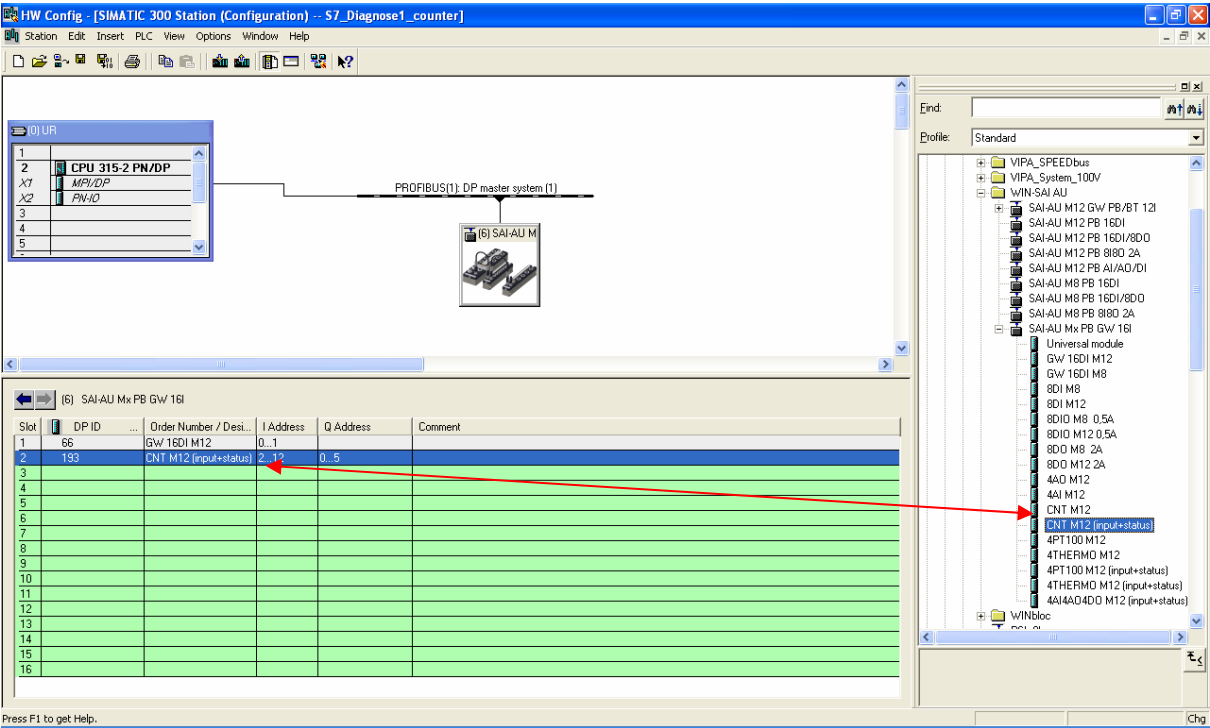 HW Config - [SIMATIC 300 Station (Configuration) -- S7_Diagnose1_counter]
Station Edit Insert PLC View Options Window Help
(0) UR
1
2 CPU 315-2 PN/DP
X1 MPI/DP
X2 PN-IO
3
4
5
PROFIBUS(1): DP master system (1)
(6) SAI-AU M
(6) SAI-AU Mx PB GW 16I
Slot DP ID ... Order Number / Desi... I Address Q Address Comment
1 66 GW 16DI M12 0...1
2 193 CNT M12 (input+status) 2...12 0...5
3
4
5
6
7
8
9
10
11
12
13
14
15
16
Find:
Profile: Standard
VIPA_SPEEDbus
VIPA_System_100V
WIN-SAI AU
SAI-AU M12 GW PB/BT 12I
SAI-AU M12 PB 16DI
SAI-AU M12 PB 16DI/8DO
SAI-AU M12 PB 8I8O 2A
SAI-AU M12 PB AI/AO/DI
SAI-AU M8 PB 16DI
SAI-AU M8 PB 16DI/8DO
SAI-AU M8 PB 8I8O 2A
SAI-AU Mx PB GW 16I
Universal module
GW 16DI M12
GW 16DI M8
8DI M8
8DI M12
8DIO M8 0,5A
8DIO M12 0,5A
8DO M8 2A
8DO M12 2A
4AO M12
4AI M12
CNT M12
CNT M12 (input+status)
4PT100 M12
4THERMO M12
4PT100 M12 (input+status)
4THERMO M12 (input+status)
4AI4AO4DO M12 (input+status)
WINbloc
Press F1 to get Help.
Chg